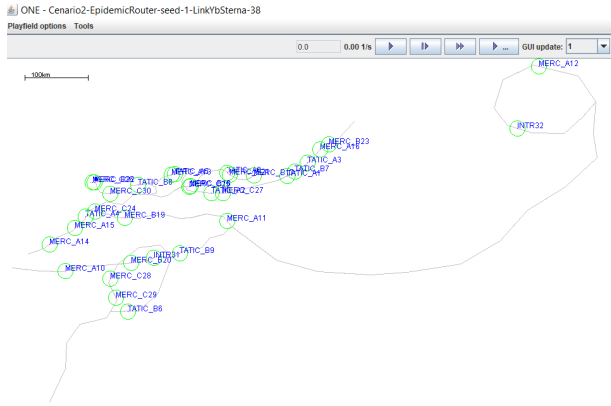 ONE - Cenario2-EpidemicRouter-seed-1-LinkYbSterna-38
Playfield options Tools
0.0 0.00 1/s ... GUI update: 1
100km
MERC_A12
INTR32
MERC_B23
MERC_A16
TATIC_A3
TATIC_B7
TATIC_A1
MERC_C30
TATIC_B8
MERC_C24
TATIC_A4
MERC_B19
MERC_A11
MERC_A15
MERC_A14
TATIC_B9
INTR31
MERC_B20
MERC_A10
MERC_C28
MERC_C29
TATIC_B6